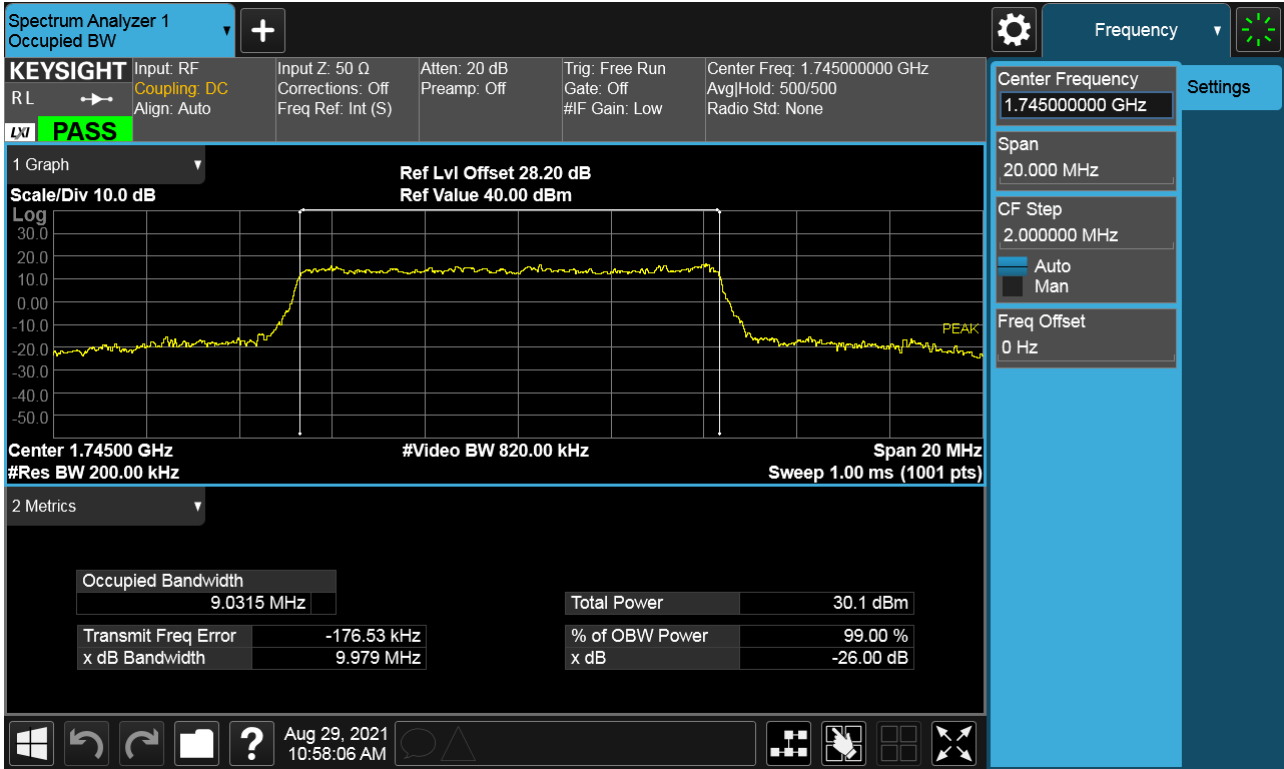 Spectrum Analyzer 1
Occupied BW
Frequency
KEYSIGHT
R L
LXI
PASS
Input: RF
Coupling: DC
Align: Auto
Input Z: 50 Ω
Corrections: Off
Freq Ref: Int (S)
Atten: 20 dB
Preamp: Off
Trig: Free Run
Gate: Off
#IF Gain: Low
Center Freq: 1.745000000 GHz
Avg|Hold: 500/500
Radio Std: None
Center Frequency
1.745000000 GHz
Settings
Span
20.000 MHz
CF Step
2.000000 MHz
Auto
Man
Freq Offset
0 Hz
1 Graph
Scale/Div 10.0 dB
Ref Lvl Offset 28.20 dB
Ref Value 40.00 dBm
Log
30.0
20.0
10.0
0.00
-10.0
-20.0
-30.0
-40.0
-50.0
PEAK
Center 1.74500 GHz
#Video BW 820.00 kHz
Span 20 MHz
#Res BW 200.00 kHz
Sweep 1.00 ms (1001 pts)
2 Metrics
Occupied Bandwidth
9.0315 MHz
Total Power 30.1 dBm
Transmit Freq Error -176.53 kHz
% of OBW Power 99.00 %
x dB Bandwidth 9.979 MHz
x dB -26.00 dB
?
Aug 29, 2021
10:58:06 AM